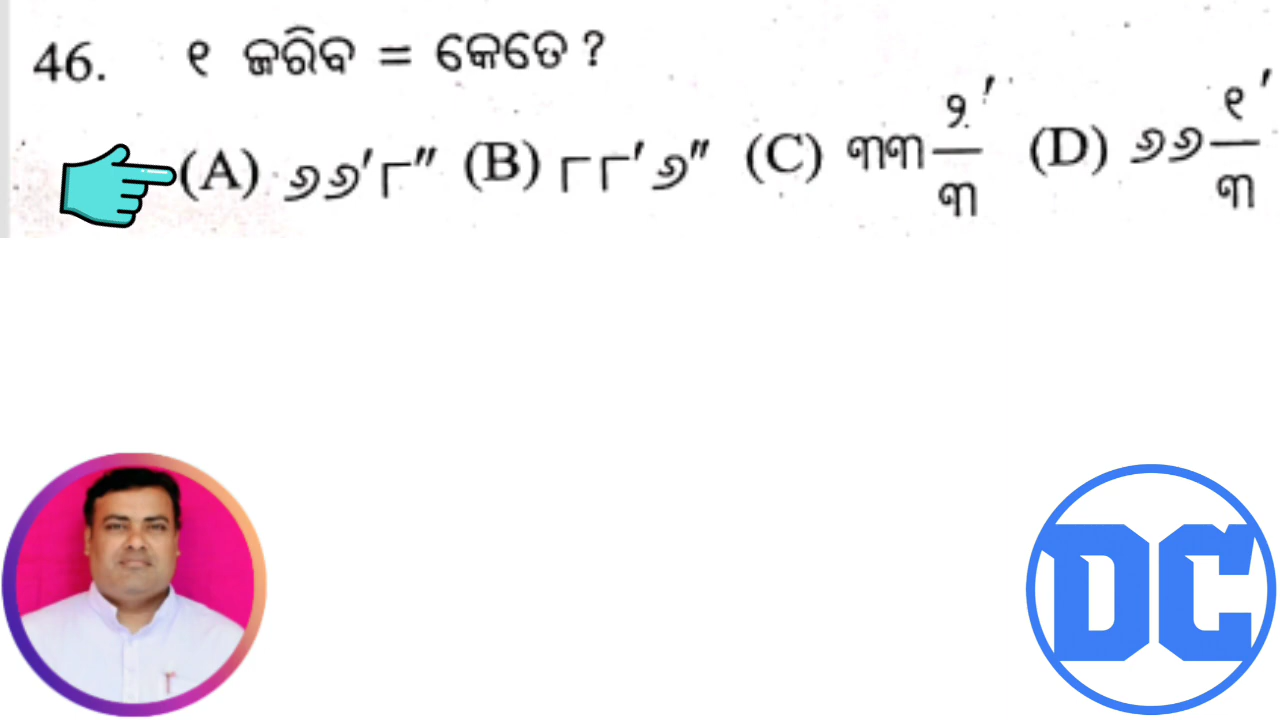 46. ୧ ଜରିବ = କେତେ ?
(A) ୬୬′୮″ (B) ୮୮′୬″ (C) ୩୩ ୨/୩′ (D) ୬୬ ୧/୩′
DC